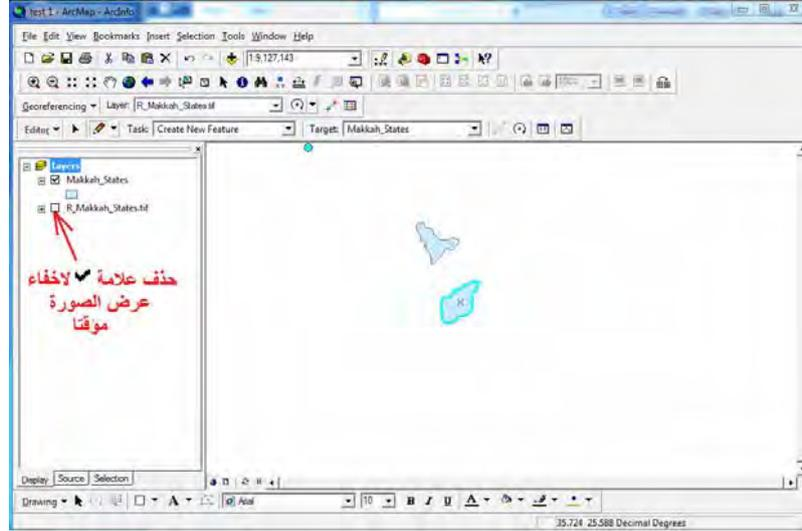 test 1 - ArcMap - ArcInfo
File Edit View Bookmarks Insert Selection Tools Window Help
1:9,127,143
Georeferencing Layer: R_Makkah_States.tif
Editor Task: Create New Feature Target: Makkah_States
Layers
Makkah_States
R_Makkah_States.tif
حذف علامة ✔ لاخفاء
عرض الصورة
موقتا
Display Source Selection
Drawing A Arial 10 B I U A
35.724 25.588 Decimal Degrees